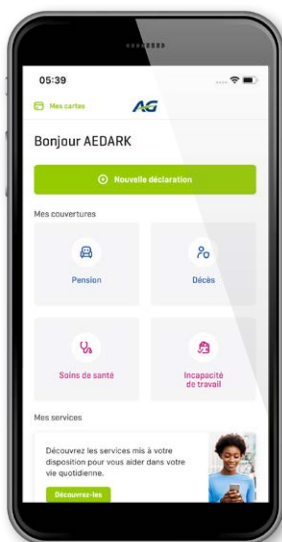 05:39
Mes cartes
AG
Bonjour AEDARK
Nouvelle déclaration
Mes couvertures
Pension
Décès
Soins de santé
Incapacité
de travail
Mes services
Découvrez les services mis à votre
disposition pour vous aider dans votre
vie quotidienne.
Découvrez-les